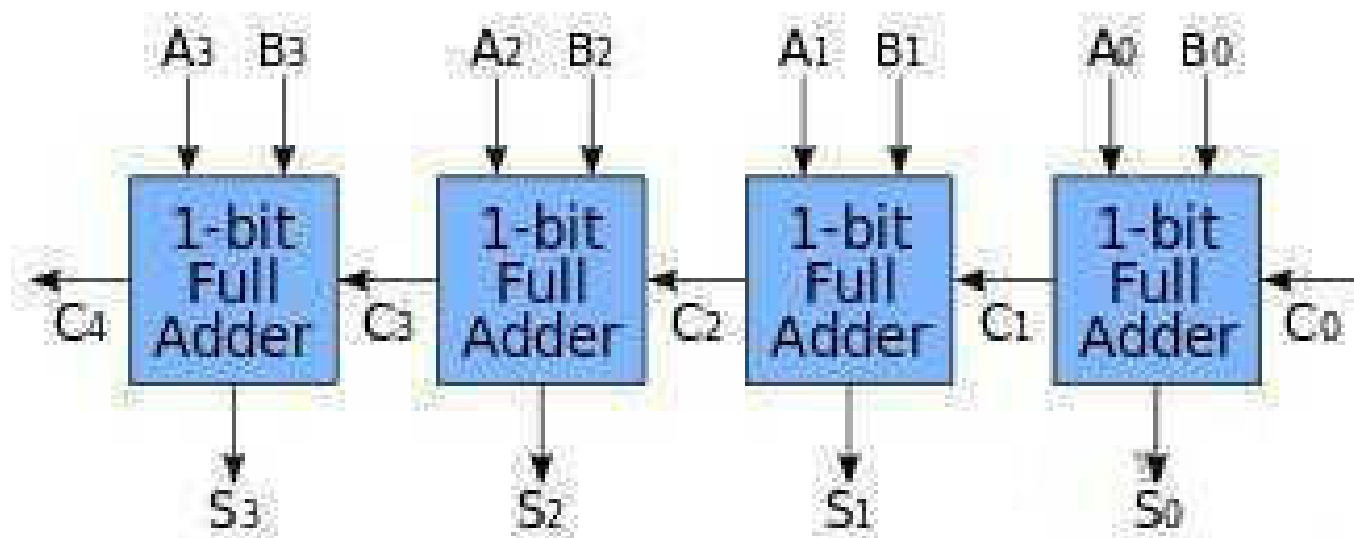 A3 B3 A2 B2 A1 B1 A0 B0
1-bit Full Adder
1-bit Full Adder
1-bit Full Adder
1-bit Full Adder
C4 C3 C2 C1 C0
S3 S2 S1 S0